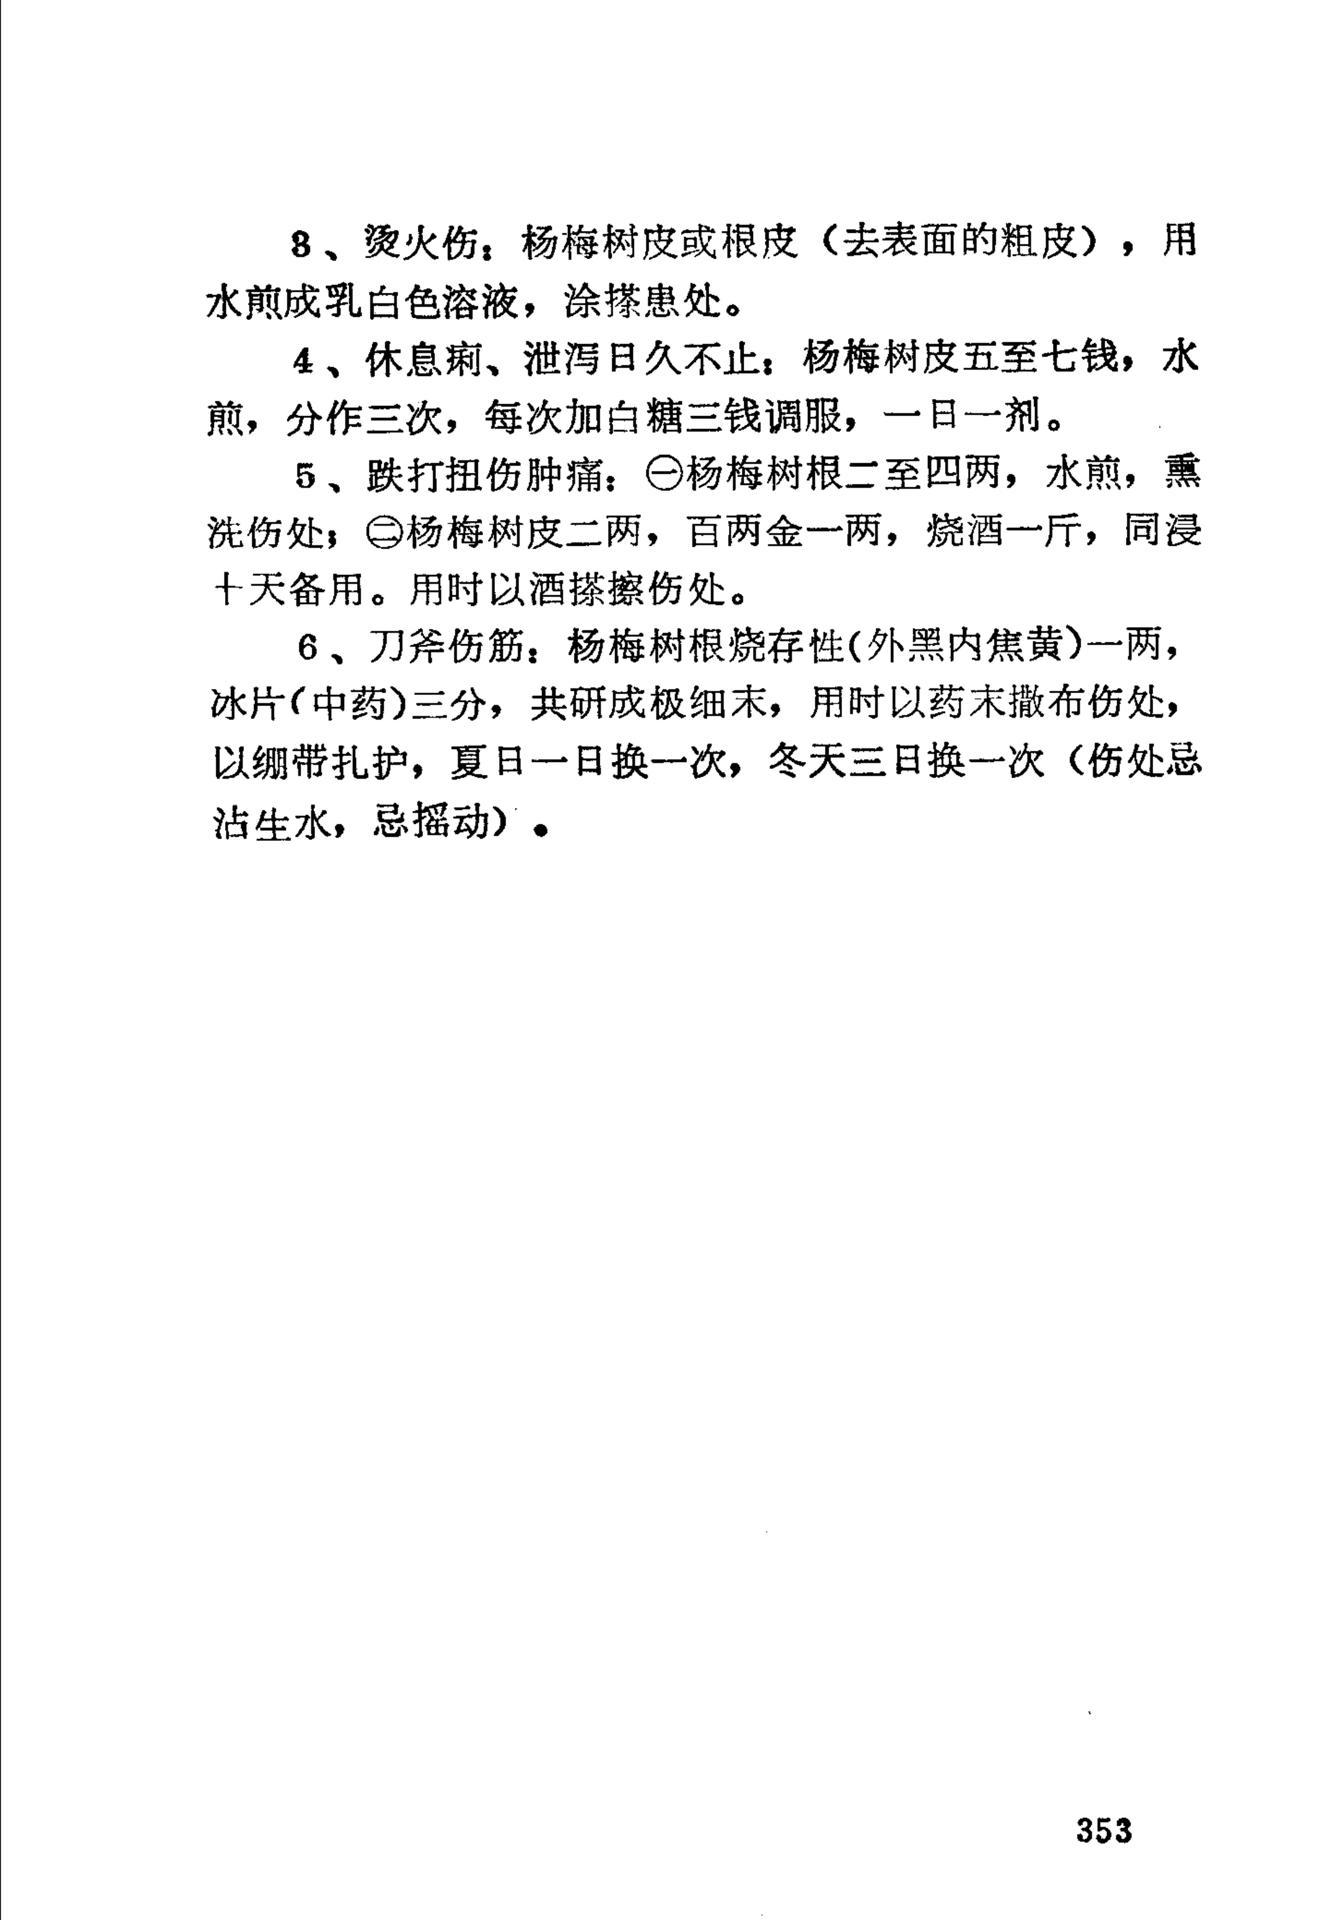 3、烫火伤：杨梅树皮或根皮（去表面的粗皮），用
水煎成乳白色溶液，涂搽患处。
4、休息痢、泄泻日久不止：杨梅树皮五至七钱，水
煎，分作三次，每次加白糖三钱调服，一日一剂。
5、跌打扭伤肿痛：㊀杨梅树根二至四两，水煎，熏
洗伤处；㊁杨梅树皮二两，百两金一两，烧酒一斤，同浸
十天备用。用时以酒搽擦伤处。
6、刀斧伤筋：杨梅树根烧存性(外黑内焦黄)一两，
冰片(中药)三分，共研成极细末，用时以药末撒布伤处，
以绷带扎护，夏日一日换一次，冬天三日换一次（伤处忌
沾生水，忌摇动）。
353